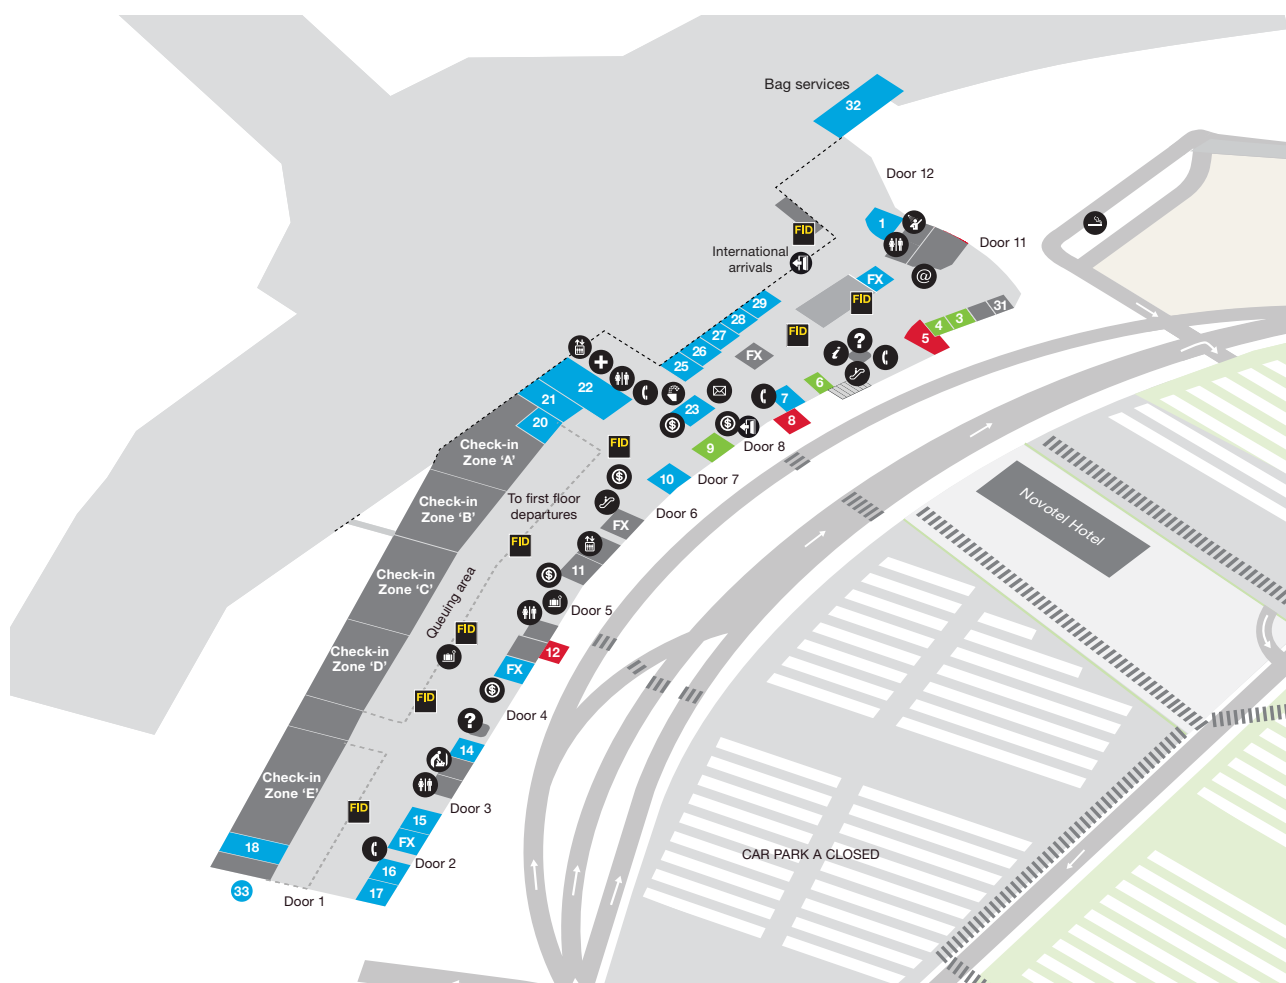 Bag services
32
Door 12
1
FID
Door 11
International
arrivals
@
FX
29
FID
31
28
3
4
27
FID
5
26
FX
?
i
25
22
6
21
7
23
20
8
$
$
Check-in
Zone ‘A’
FID
Door 8
9
$
10
Door 7
Check-in
Zone ‘B’
To first floor
departures
Door 6
FX
Novotel Hotel
FID
Check-in
Zone ‘C’
$
11
Queuing area
Door 5
FID
Check-in
Zone ‘D’
12
FX
$
FID
Door 4
?
14
Check-in
Zone ‘E’
Door 3
FID
15
FX
18
CAR PARK A CLOSED
Door 2
16
33
17
Door 1